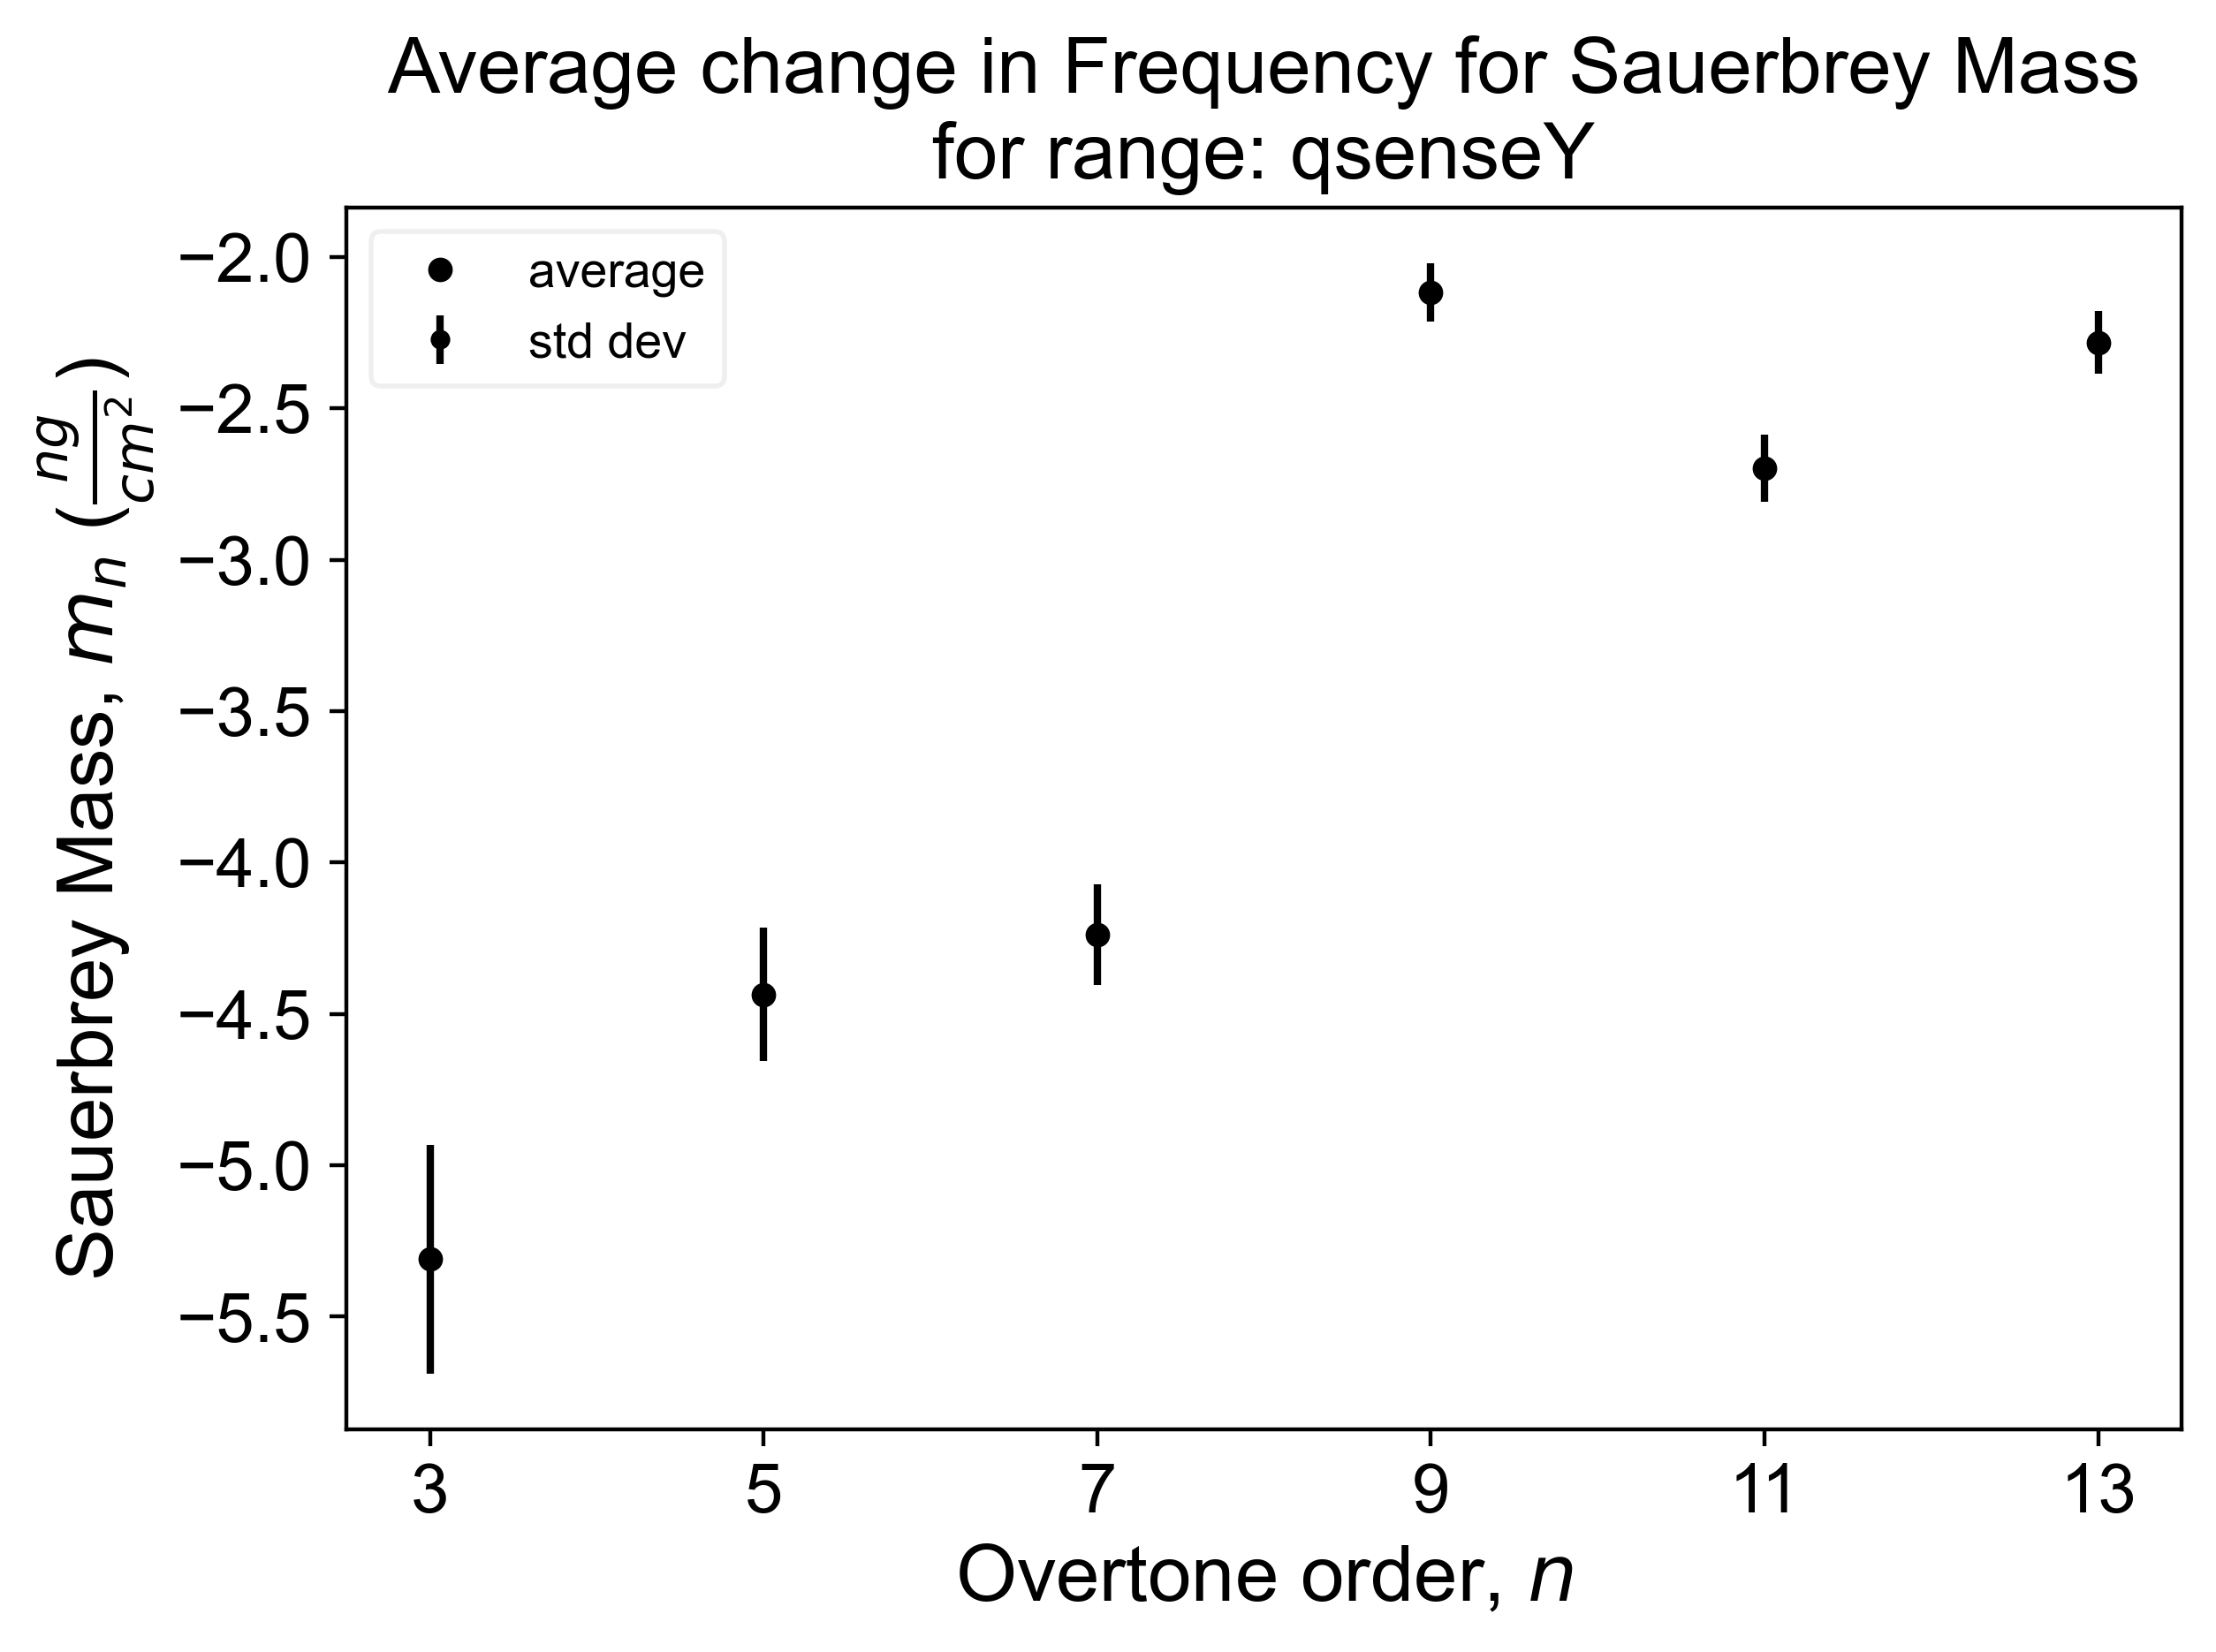 Average change in Frequency for Sauerbrey Mass
for range: qsenseY
average
std dev
Sauerbrey Mass, m_n (ng/cm²)
−2.0
−2.5
−3.0
−3.5
−4.0
−4.5
−5.0
−5.5
3 5 7 9 11 13
Overtone order, n